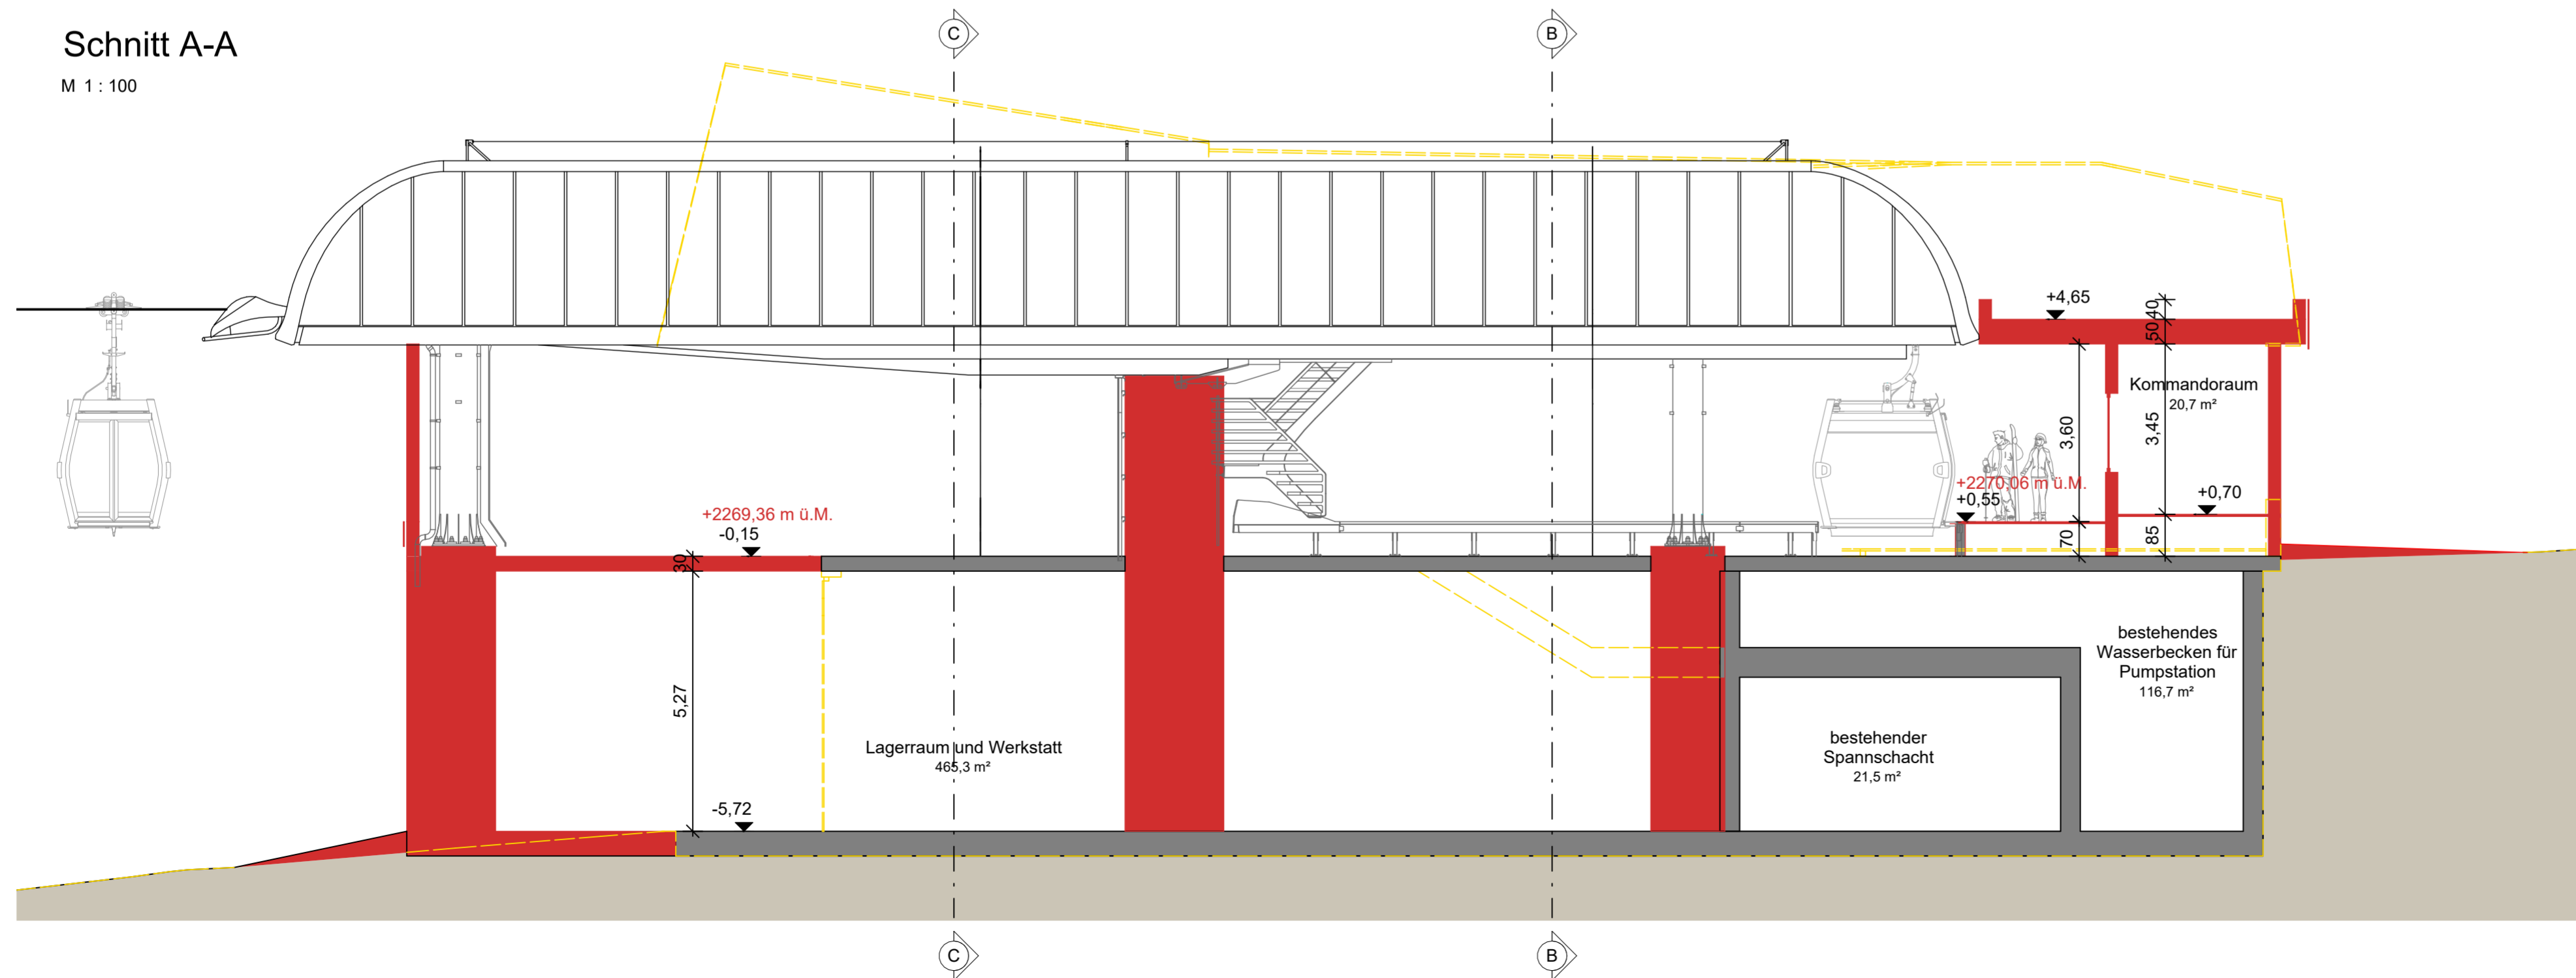 Schnitt A-A
M 1 : 100
C
B
+4,65
40
50
Kommandoraum
20,7 m²
3,60
3,45
+2270,06 m ü.M.
+0,55
+0,70
70
85
+2269,36 m ü.M.
-0,15
30
5,27
bestehendes
Wasserbecken für
Pumpstation
116,7 m²
Lagerraum und Werkstatt
465,3 m²
bestehender
Spannschacht
21,5 m²
-5,72
C
B